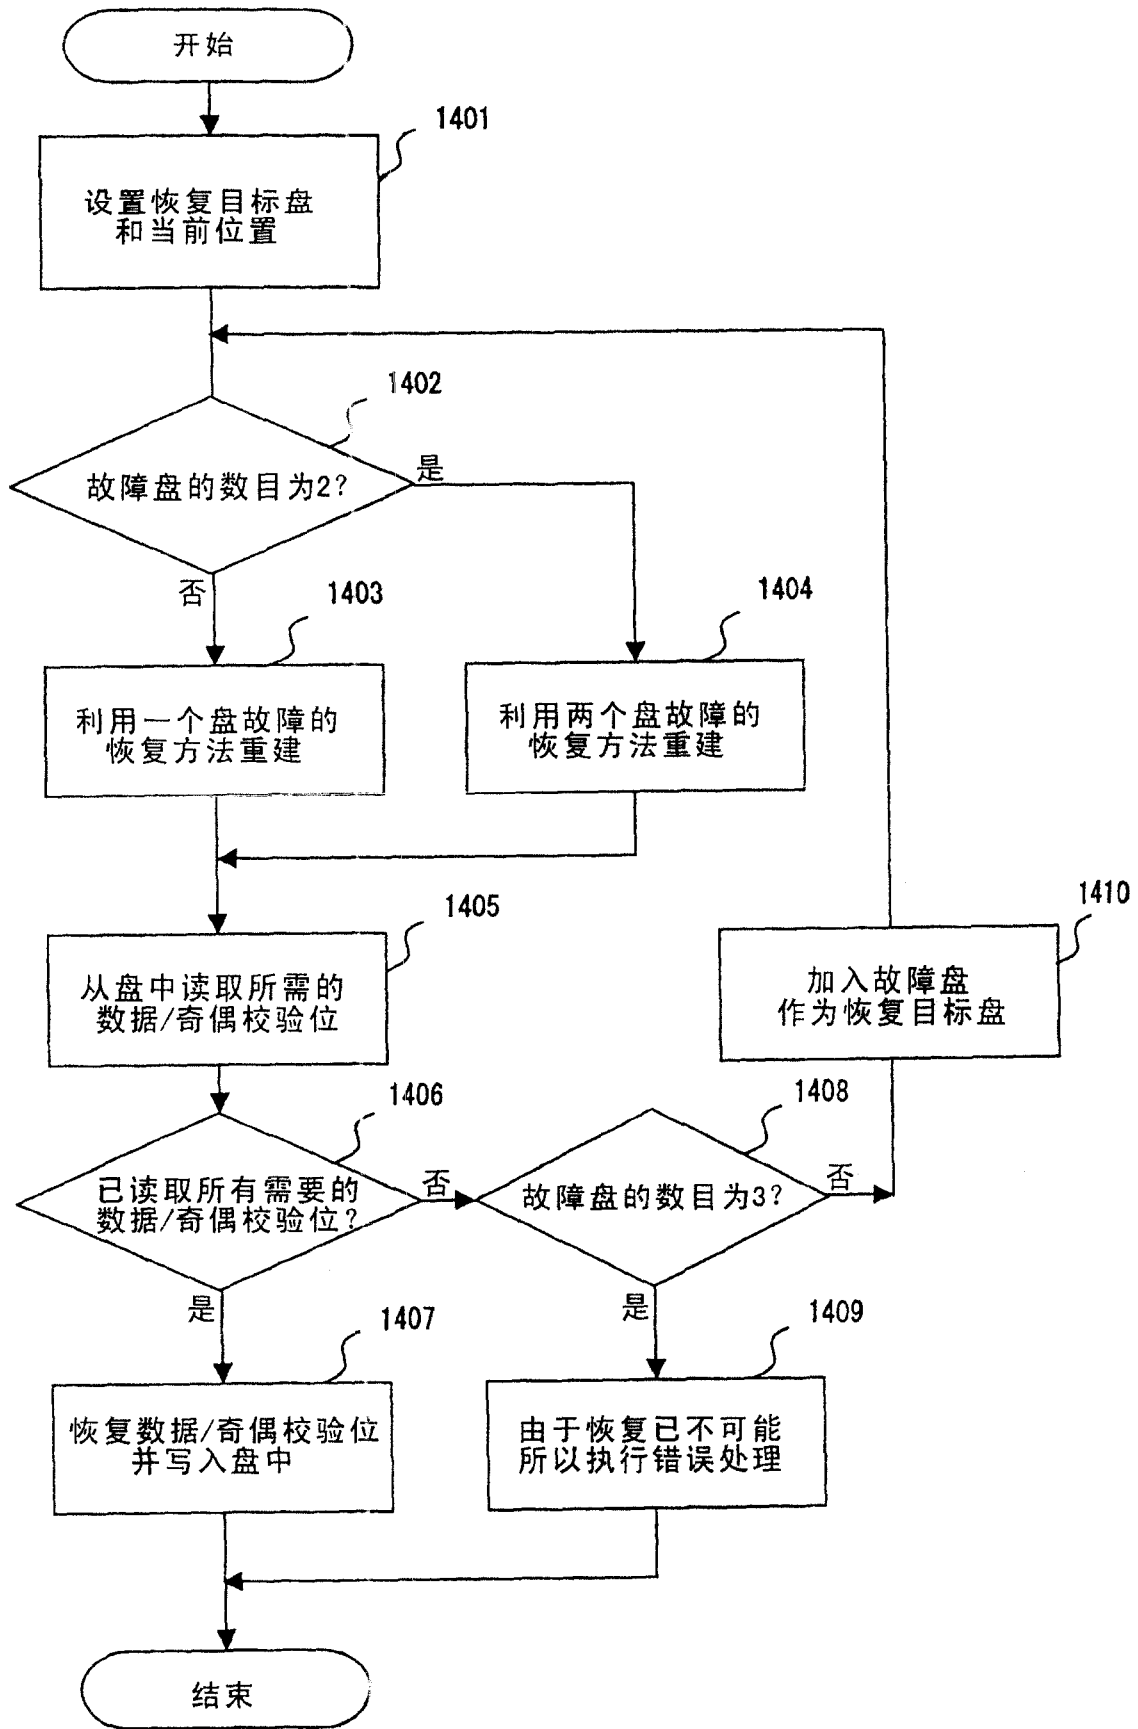 开始
1401
设置恢复目标盘
和当前位置
1402
故障盘的数目为2?
是
否
1403
1404
利用一个盘故障的
恢复方法重建
利用两个盘故障的
恢复方法重建
1405
从盘中读取所需的
数据/奇偶校验位
1410
加入故障盘
作为恢复目标盘
1406
已读取所有需要的
数据/奇偶校验位?
否
是
1408
故障盘的数目为3?
否
是
1407
恢复数据/奇偶校验位
并写入盘中
1409
由于恢复已不可能
所以执行错误处理
结束